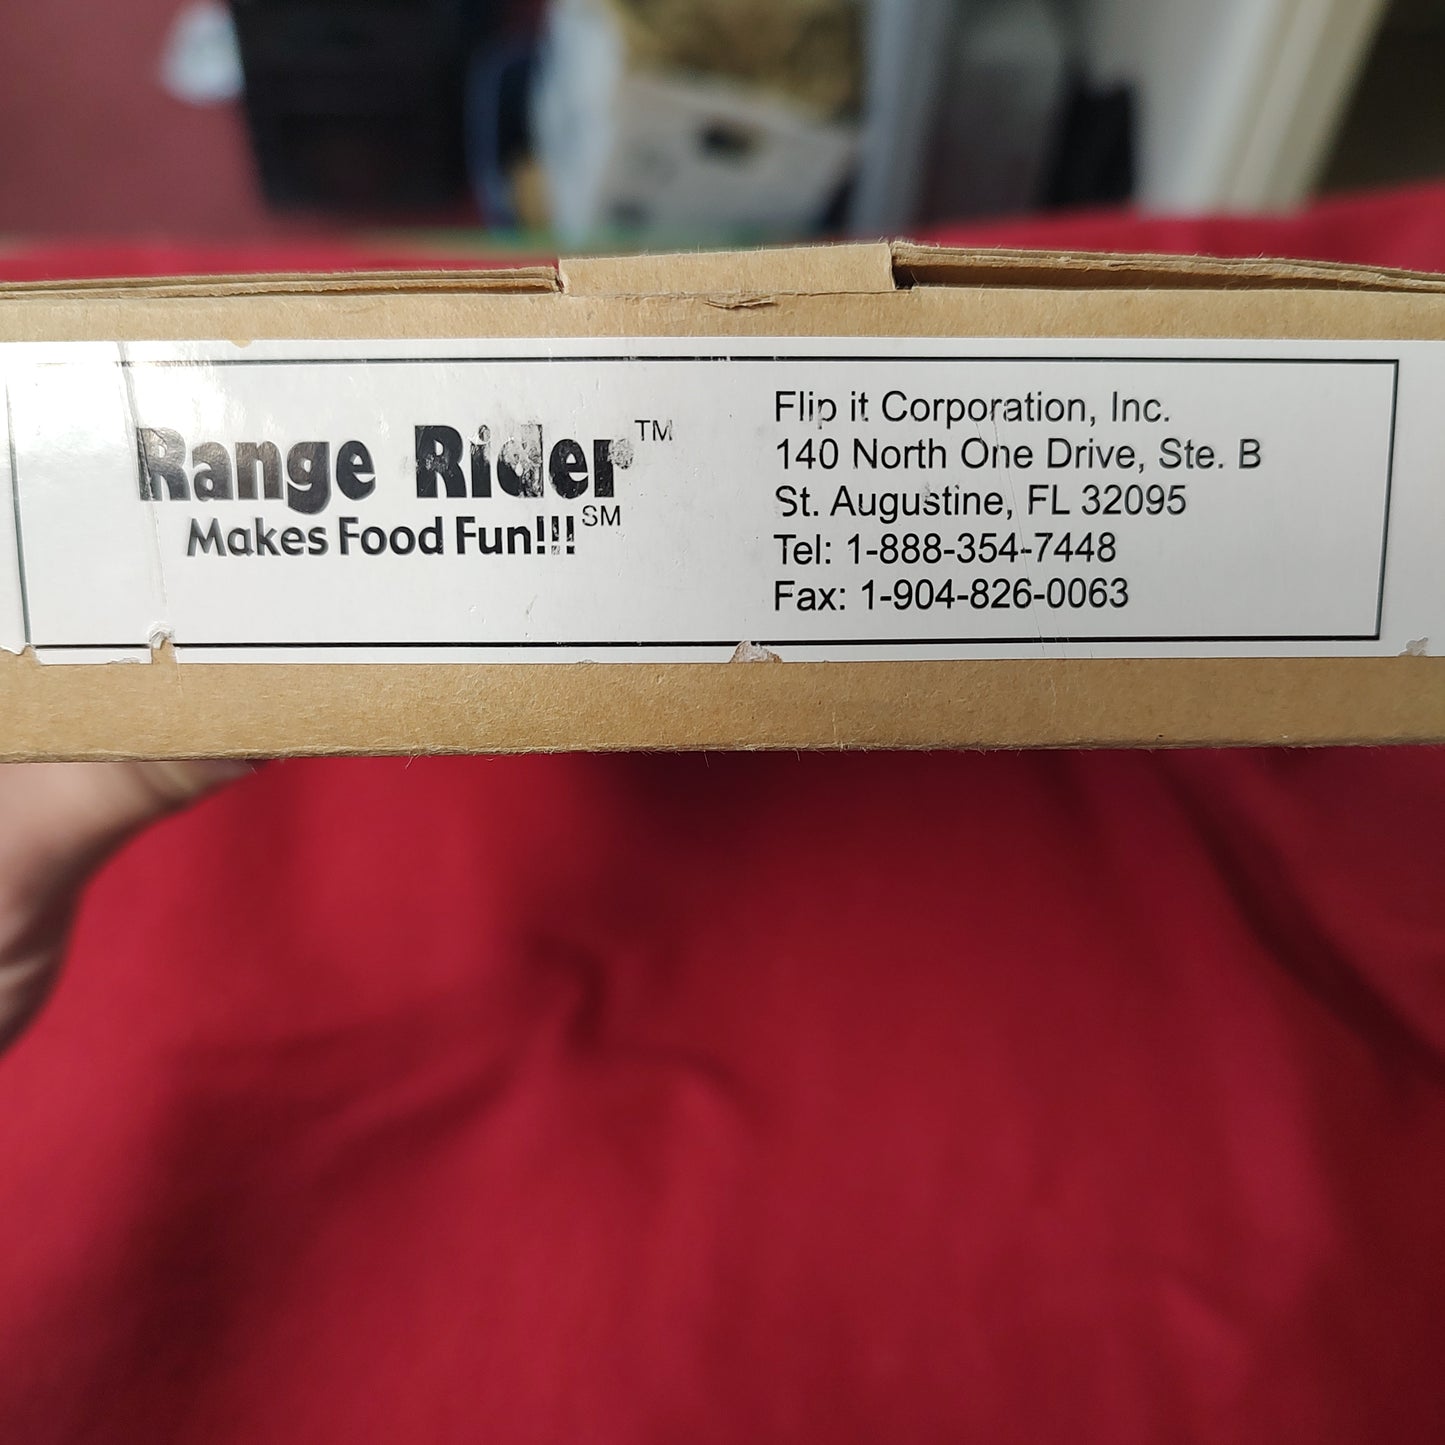 Range Rider™
Makes Food Fun!!!℠
Flip it Corporation, Inc.
140 North One Drive, Ste. B
St. Augustine, FL 32095
Tel: 1-888-354-7448
Fax: 1-904-826-0063